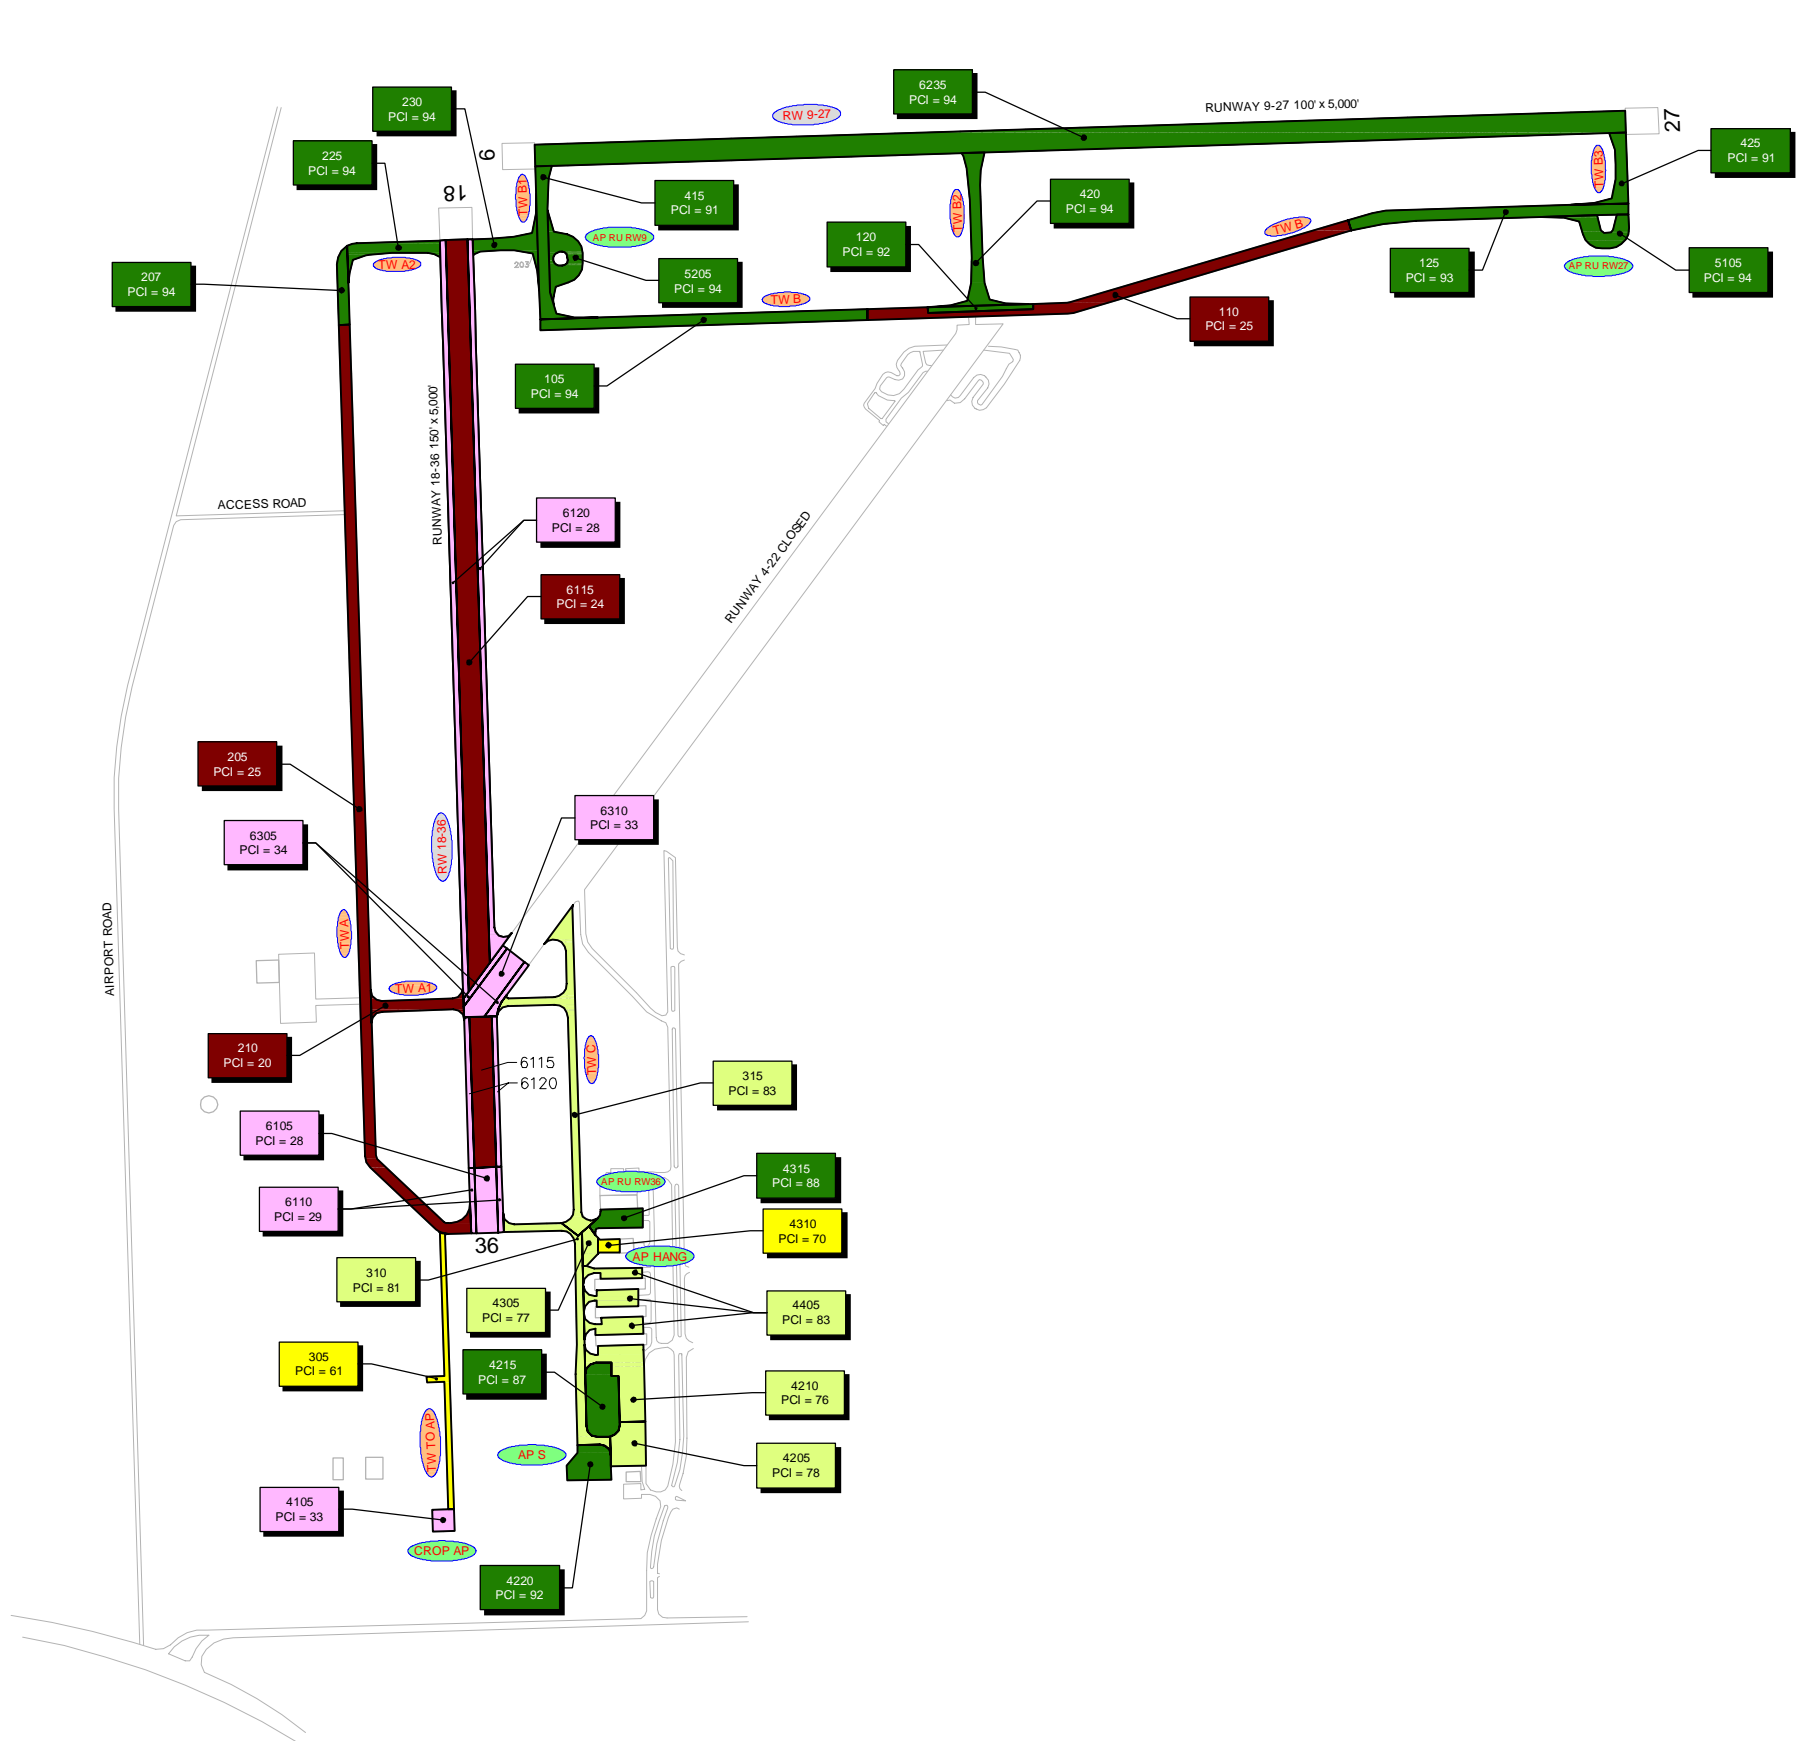 6235
PCI = 94
230
PCI = 94
RW 9-27
RUNWAY 9-27 100' x 5,000'
27
225
PCI = 94
9
425
PCI = 91
TW B3
18
TW B1
415
PCI = 91
TW B2
420
PCI = 94
TW B
AP RU RW9
120
PCI = 92
125
PCI = 93
AP RU RW27
5105
PCI = 94
207
PCI = 94
TW A2
203
5205
PCI = 94
TW B
110
PCI = 25
105
PCI = 94
RUNWAY 18-36 150' x 5,000'
ACCESS ROAD
6120
PCI = 28
RUNWAY 4-22 CLOSED
6115
PCI = 24
205
PCI = 25
6310
PCI = 33
6305
PCI = 34
RW 18-36
TW A
AIRPORT ROAD
TW A1
210
PCI = 20
6115
6120
TW C
315
PCI = 83
6105
PCI = 28
4315
PCI = 88
AP RU RW36
6110
PCI = 29
4310
PCI = 70
36
AP HANG
310
PCI = 81
4305
PCI = 77
4405
PCI = 83
305
PCI = 61
4215
PCI = 87
4210
PCI = 76
TW TO AP
AP S
4205
PCI = 78
4105
PCI = 33
CROP AP
4220
PCI = 92